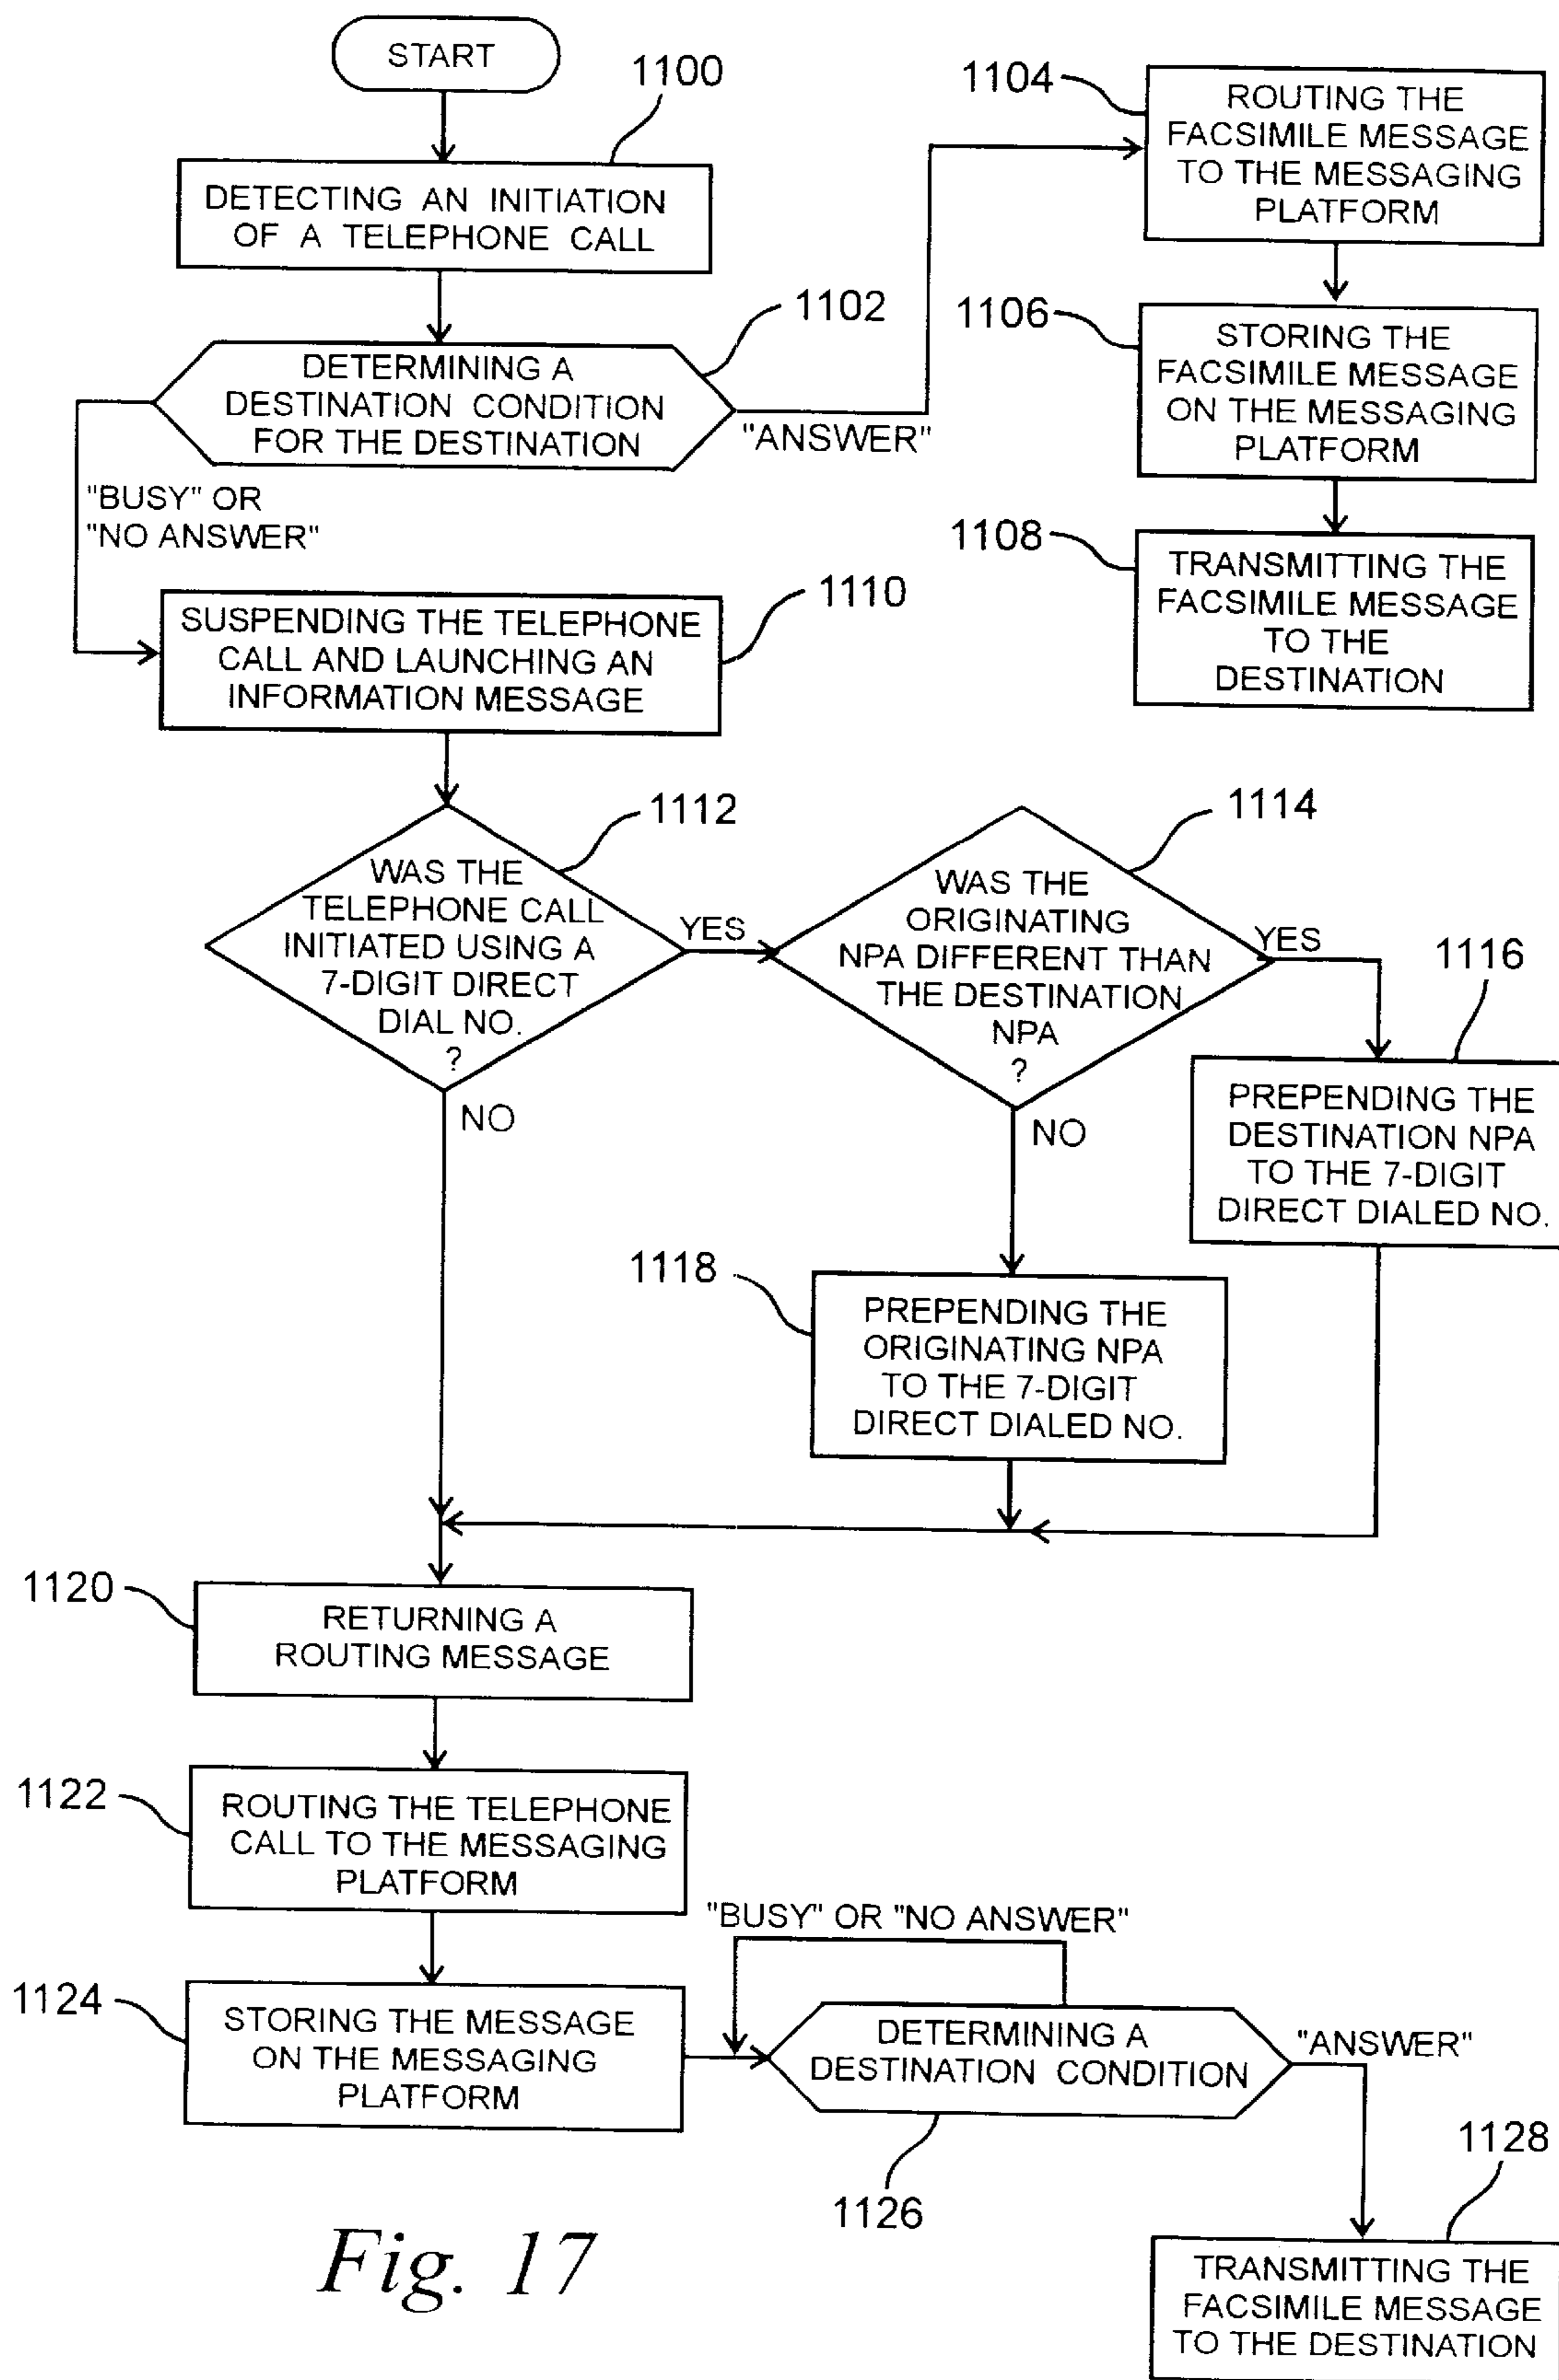 START
1100
DETECTING AN INITIATION
OF A TELEPHONE CALL
1102
DETERMINING A
DESTINATION CONDITION
FOR THE DESTINATION
"ANSWER"
"BUSY" OR
"NO ANSWER"
1104
ROUTING THE
FACSIMILE MESSAGE
TO THE MESSAGING
PLATFORM
1106
STORING THE
FACSIMILE MESSAGE
ON THE MESSAGING
PLATFORM
1108
TRANSMITTING THE
FACSIMILE MESSAGE
TO THE
DESTINATION
1110
SUSPENDING THE TELEPHONE
CALL AND LAUNCHING AN
INFORMATION MESSAGE
1112
WAS THE
TELEPHONE CALL
INITIATED USING A
7-DIGIT DIRECT
DIAL NO.
?
YES
NO
1114
WAS THE
ORIGINATING
NPA DIFFERENT THAN
THE DESTINATION
NPA
?
YES
NO
1116
PREPENDING THE
DESTINATION NPA
TO THE 7-DIGIT
DIRECT DIALED NO.
1118
PREPENDING THE
ORIGINATING NPA
TO THE 7-DIGIT
DIRECT DIALED NO.
1120
RETURNING A
ROUTING MESSAGE
1122
ROUTING THE TELEPHONE
CALL TO THE MESSAGING
PLATFORM
1124
STORING THE MESSAGE
ON THE MESSAGING
PLATFORM
"BUSY" OR "NO ANSWER"
DETERMINING A
DESTINATION CONDITION
"ANSWER"
1126
1128
TRANSMITTING THE
FACSIMILE MESSAGE
TO THE DESTINATION
Fig. 17